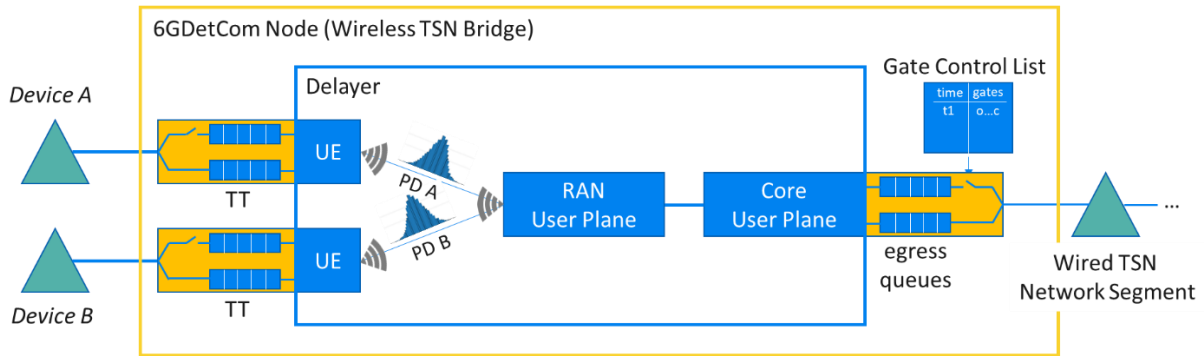 6GDetCom Node (Wireless TSN Bridge)
Gate Control List
time gates
t1 o...c
Device A
Delayer
UE
PD A
TT
RAN
User Plane
Core
User Plane
PD B
UE
TT
Device B
egress
queues
...
Wired TSN
Network Segment